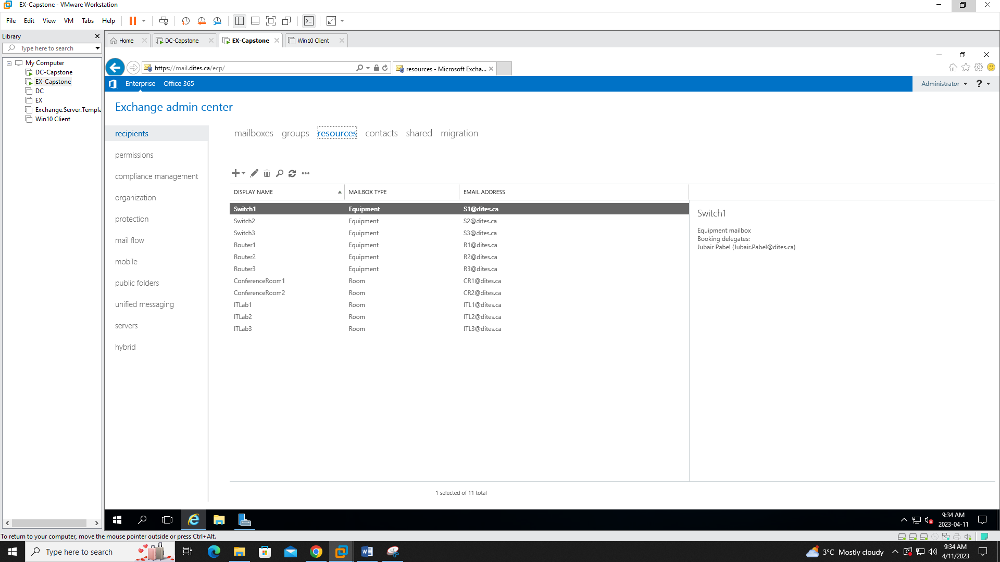 EX-Capstone - VMware Workstation
File Edit View VM Tabs Help
Library
Type here to search
My Computer
DC-Capstone
EX-Capstone
DC
EX
Exchange.Server.Templa
Win10 Client
Home DC-Capstone EX-Capstone Win10 Client
https://mail.dites.ca/ecp/
resources - Microsoft Excha...
Enterprise Office 365
Administrator ?
Exchange admin center
recipients
permissions
compliance management
organization
protection
mail flow
mobile
public folders
unified messaging
servers
hybrid
mailboxes groups resources contacts shared migration
DISPLAY NAME MAILBOX TYPE EMAIL ADDRESS
Switch1 Equipment S1@dites.ca
Switch2 Equipment S2@dites.ca
Switch3 Equipment S3@dites.ca
Router1 Equipment R1@dites.ca
Router2 Equipment R2@dites.ca
Router3 Equipment R3@dites.ca
ConferenceRoom1 Room CR1@dites.ca
ConferenceRoom2 Room CR2@dites.ca
ITLab1 Room ITL1@dites.ca
ITLab2 Room ITL2@dites.ca
ITLab3 Room ITL3@dites.ca
Switch1
Equipment mailbox
Booking delegates:
Jubair Pabel (Jubair.Pabel@dites.ca)
1 selected of 11 total
9:34 AM
2023-04-11
To return to your computer, move the mouse pointer outside or press Ctrl+Alt.
Type here to search
3°C Mostly cloudy
9:34 AM
4/11/2023